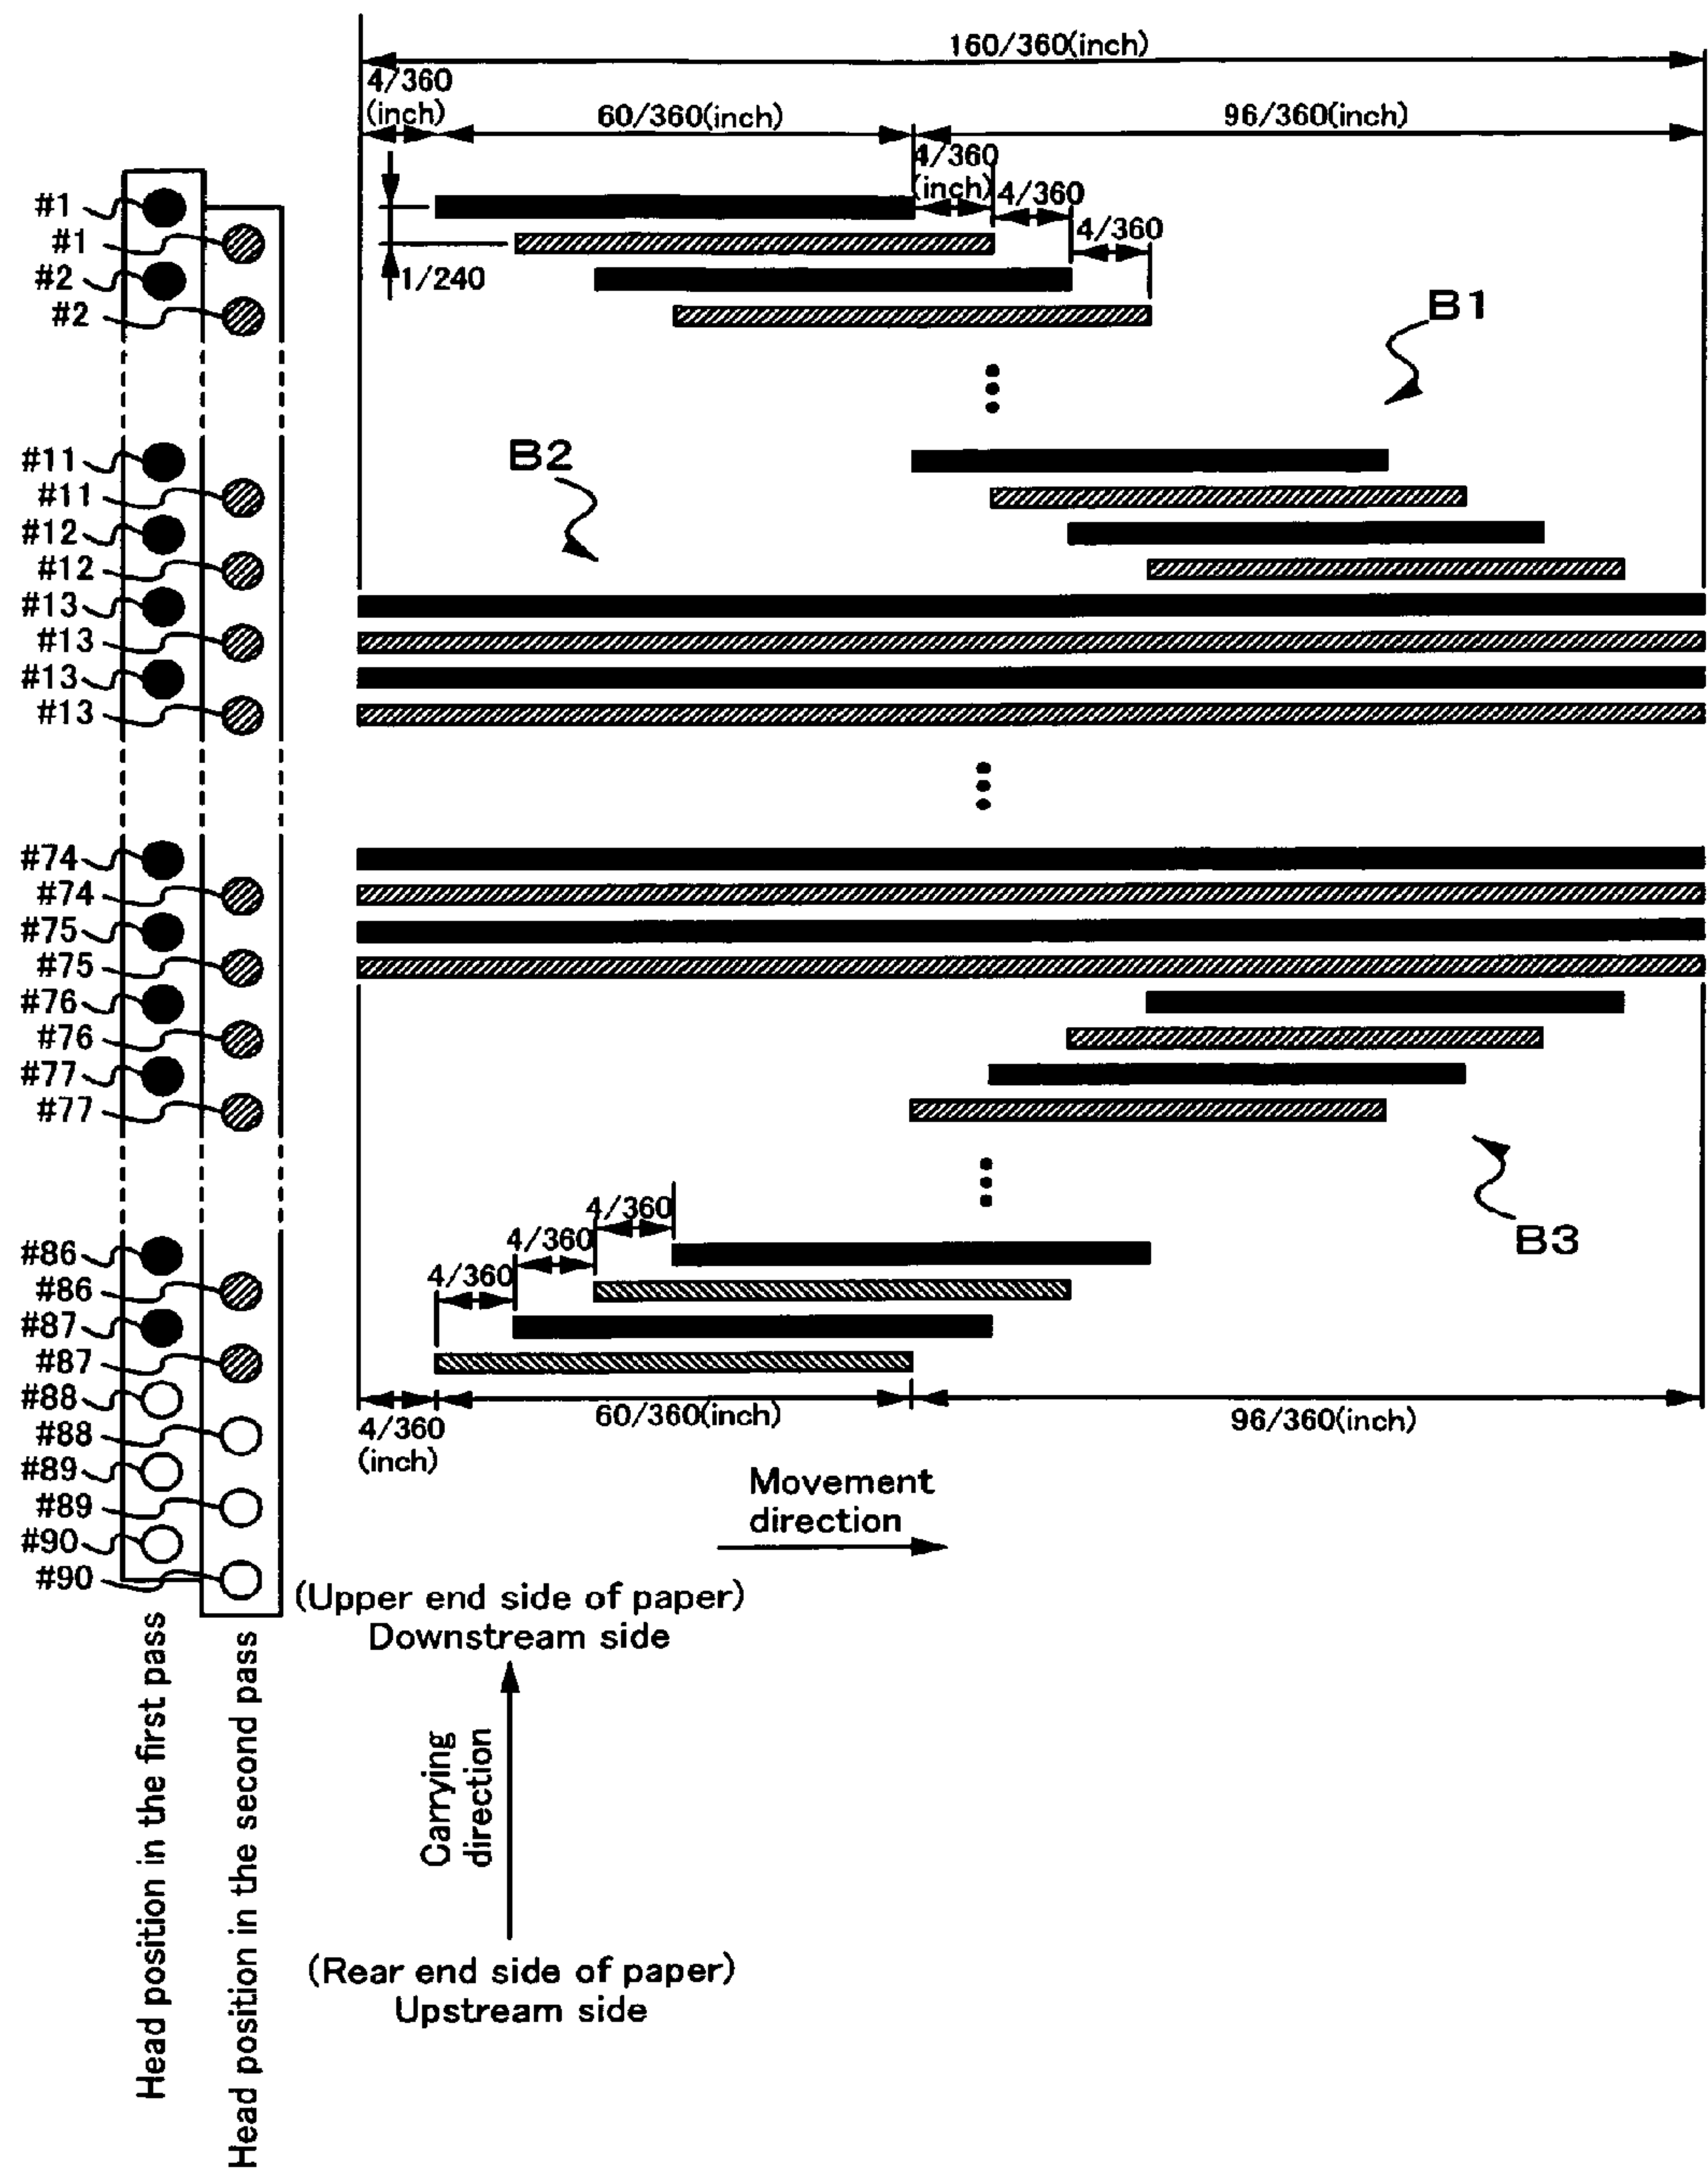 160/360(inch)
4/360
(inch)
60/360(inch)
96/360(inch)
4/360
(inch)
4/360
4/360
1/240
#1
#1
#2
#2
B1
B2
#11
#11
#12
#12
#13
#13
#13
#13
#74
#74
#75
#75
#76
#76
#77
#77
B3
4/360
4/360
4/360
#86
#86
#87
#87
#88
#88
#89
#89
#90
#90
4/360
(inch)
60/360(inch)
96/360(inch)
Movement
direction
(Upper end side of paper)
Downstream side
Carrying
direction
(Rear end side of paper)
Upstream side
Head position in the first pass
Head position in the second pass